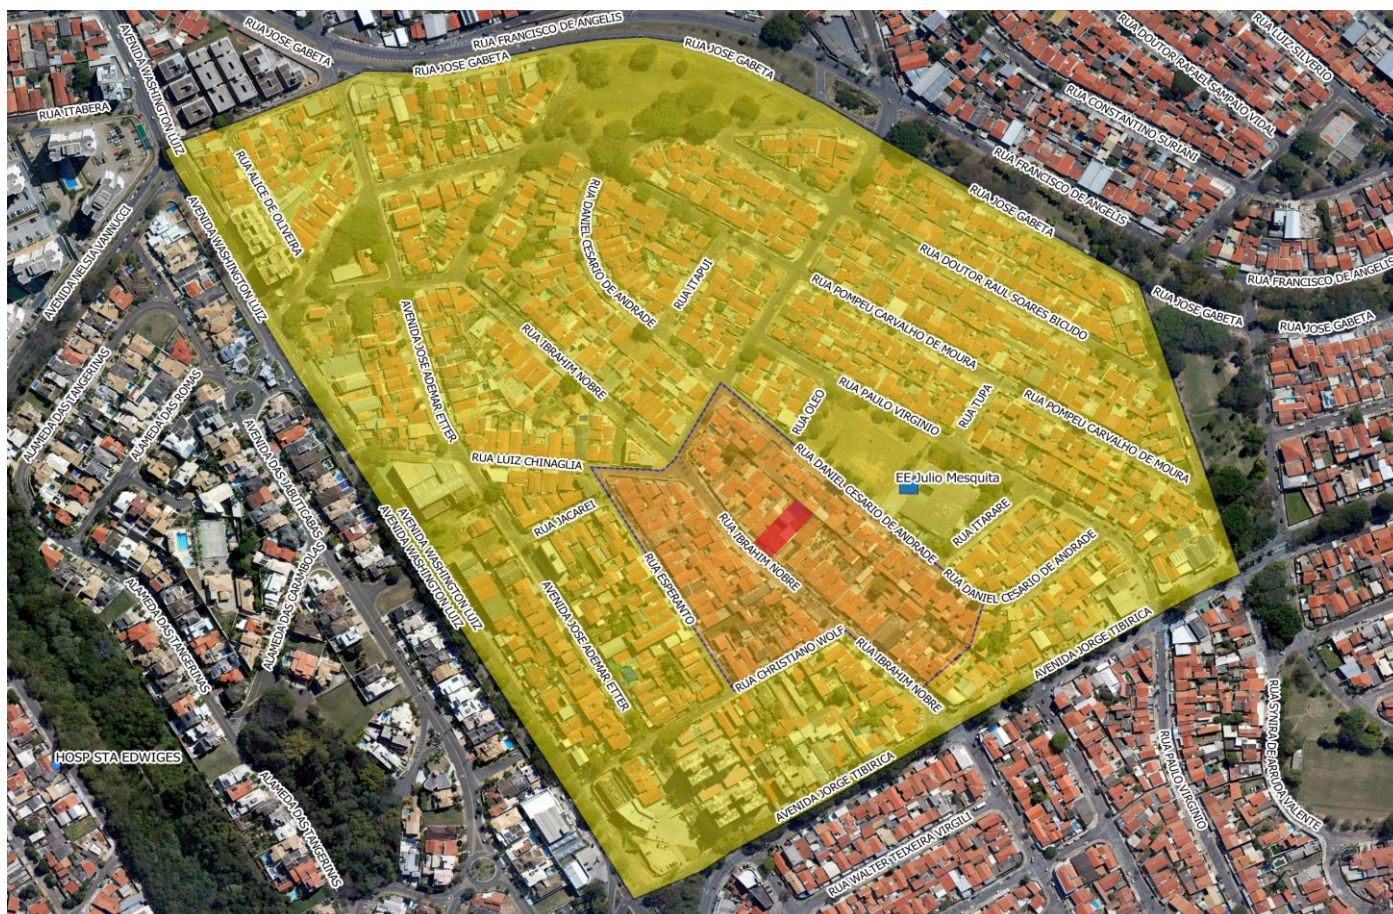 RUA JOSE GABETA
RUA FRANCISCO DE ANGELIS
RUA JOSE GABETA
RUA JOSE GABETA
AVENIDA WASHINGTON LUIZ
RUA ITABERA
RUA DOUTOR RAFAEL SAMPAIO VIDAL
RUA LUIZ SILVERIO
RUA CONSTANTINO SURIANI
RUA FRANCISCO DE ANGELIS
RUA JOSE GABETA
RUA FRANCISCO DE ANGELIS
RUA JOSE GABETA
RUA JOSE GABETA
RUA ALICE DE OLIVEIRA
AVENIDA WASHINGTON LUIZ
AVENIDA NELSIA VANNUCCI
RUA DANIEL CESARIO DE ANDRADE
RUA ITAPUI
RUA DOUTOR RAUL SOARES BICUDO
RUA POMPEU CARVALHO DE MOURA
AVENIDA JOSE ADEMAR ETTER
RUA IBRAHIM NOBRE
ALAMEDA DAS TANGERINAS
ALAMEDA DAS ROMAS
RUA OLEO
RUA PAULO VIRGINIO
RUA TUPA
RUA POMPEU CARVALHO DE MOURA
AVENIDA DAS JABUTICABAS
RUA LUIZ CHINAGLIA
RUA DANIEL CESARIO DE ANDRADE
EE Julio Mesquita
RUA JACAREI
RUA ITARARE
AVENIDA WASHINGTON LUIZ
AVENIDA WASHINGTON LUIZ
RUA IBRAHIM NOBRE
RUA ESPERANTO
RUA DANIEL CESARIO DE ANDRADE
ALAMEDA DAS CARAMBOLAS
ALAMEDA DAS TANGERINAS
AVENIDA JOSE ADEMAR ETTER
RUA CHRISTIANO WOLF
RUA IBRAHIM NOBRE
AVENIDA JORGE TIBIRICA
HOSP STA EDWIGES
ALAMEDA DAS TANGERINAS
AVENIDA JORGE TIBIRICA
RUA WALTER TEIXEIRA VIRGILI
RUA PAULO VIRGINIO
RUA SYNIRA DE ARRUDA VALENTE